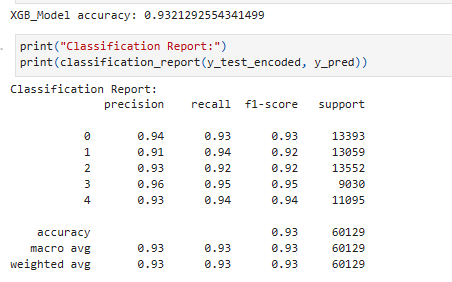 XGB_Model accuracy: 0.9321292554341499
print("Classification Report:")
print(classification_report(y_test_encoded, y_pred))
Classification Report:
precision recall f1-score support
0 0.94 0.93 0.93 13393
1 0.91 0.94 0.92 13059
2 0.93 0.92 0.92 13552
3 0.96 0.95 0.95 9030
4 0.93 0.94 0.94 11095
accuracy 0.93 60129
macro avg 0.93 0.93 0.93 60129
weighted avg 0.93 0.93 0.93 60129